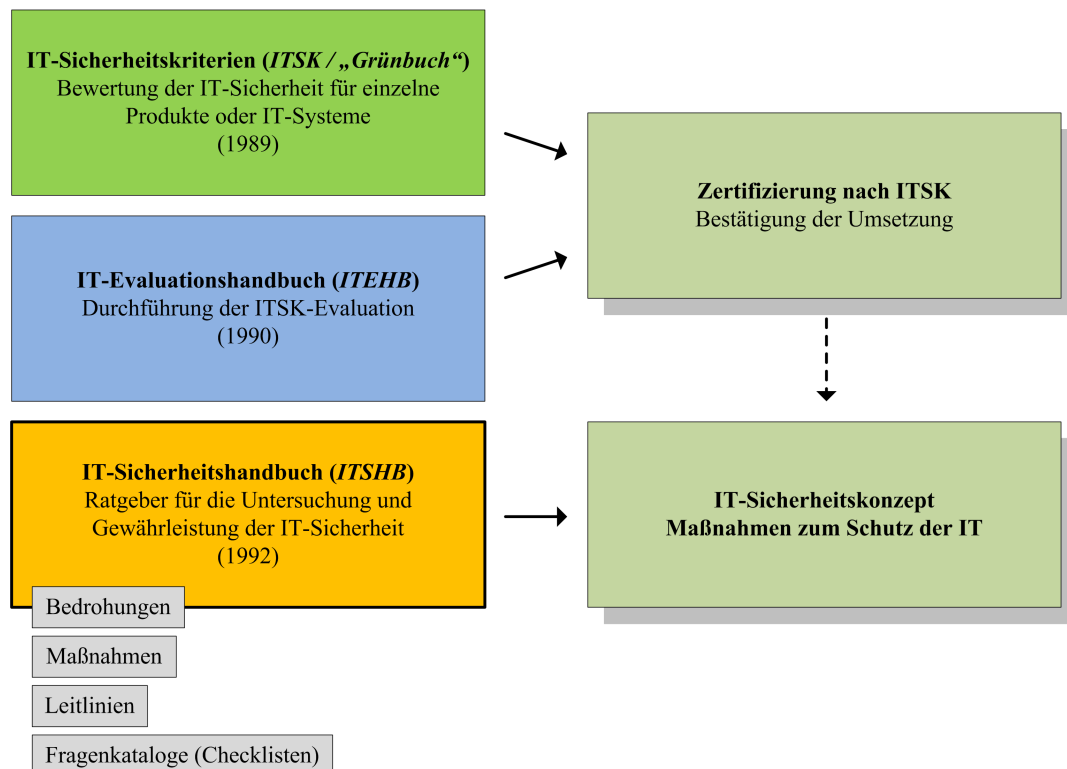 IT-Sicherheitskriterien (ITSK / „Grünbuch“)
Bewertung der IT-Sicherheit für einzelne
Produkte oder IT-Systeme
(1989)
IT-Evaluationshandbuch (ITEHB)
Durchführung der ITSK-Evaluation
(1990)
IT-Sicherheitshandbuch (ITSHB)
Ratgeber für die Untersuchung und
Gewährleistung der IT-Sicherheit
(1992)
Bedrohungen
Maßnahmen
Leitlinien
Fragenkataloge (Checklisten)
Zertifizierung nach ITSK
Bestätigung der Umsetzung
IT-Sicherheitskonzept
Maßnahmen zum Schutz der IT